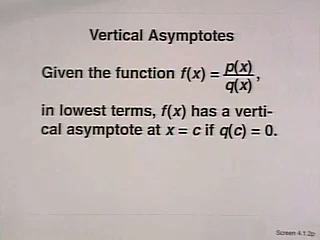 Vertical Asymptotes
Given the function f(x) = p(x)/q(x),
in lowest terms, f(x) has a verti-
cal asymptote at x = c if q(c) = 0.
Screen 4.1.2p